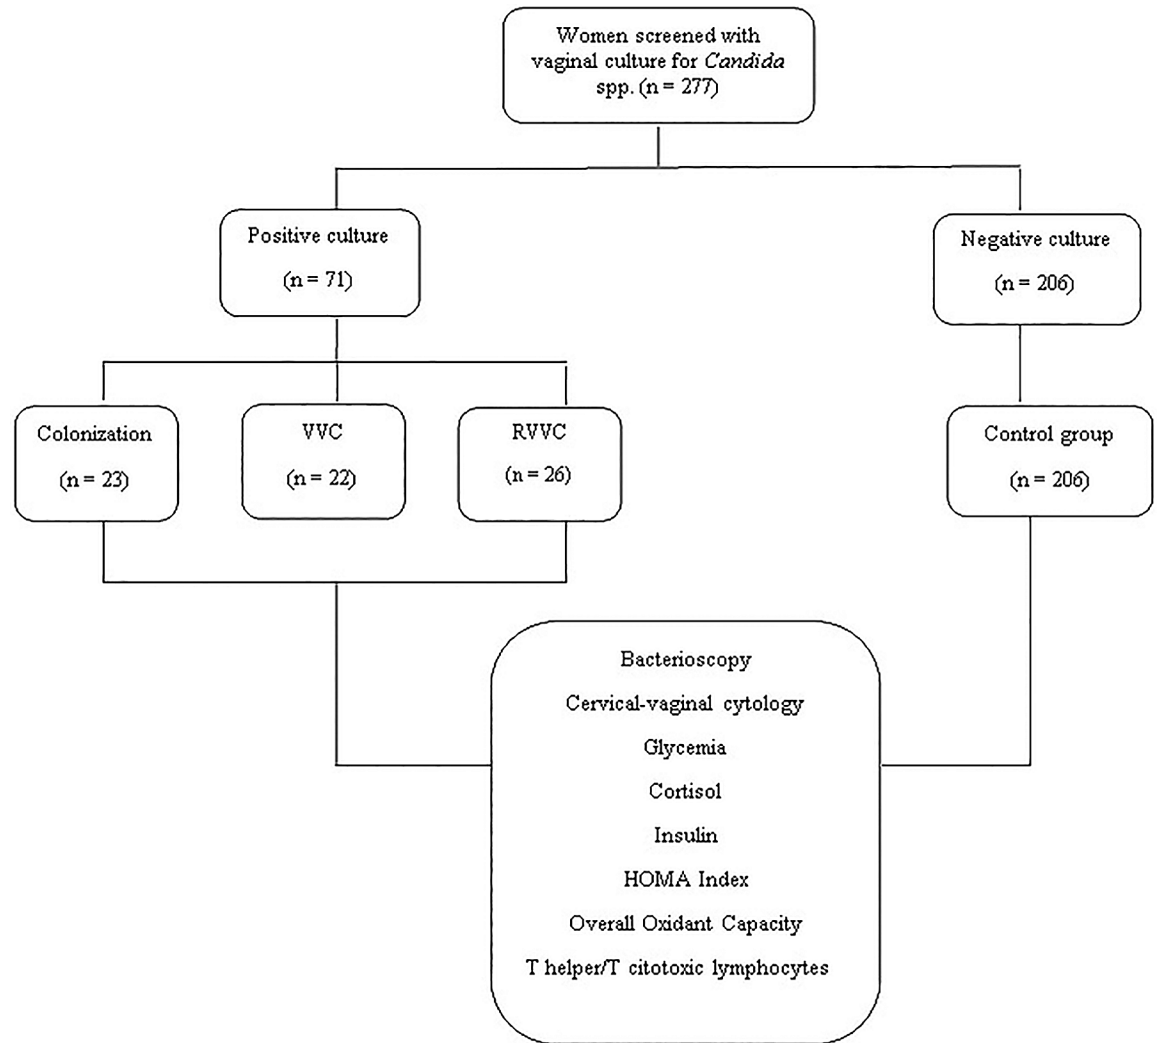 Women screened with
vaginal culture for Candida
spp. (n = 277)
Positive culture
(n = 71)
Negative culture
(n = 206)
Colonization
(n = 23)
VVC
(n = 22)
RVVC
(n = 26)
Control group
(n = 206)
Bacterioscopy
Cervical-vaginal cytology
Glycemia
Cortisol
Insulin
HOMA Index
Overall Oxidant Capacity
T helper/T citotoxic lymphocytes